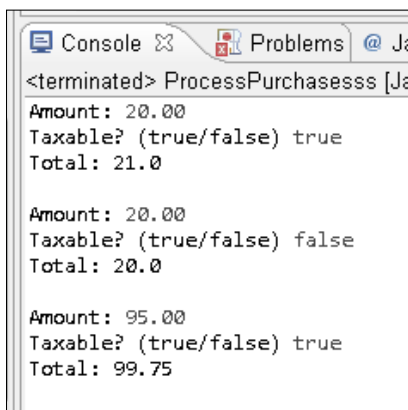 Console Problems @ Ja
<terminated> ProcessPurchasesss [Ja
Amount: 20.00
Taxable? (true/false) true
Total: 21.0
Amount: 20.00
Taxable? (true/false) false
Total: 20.0
Amount: 95.00
Taxable? (true/false) true
Total: 99.75